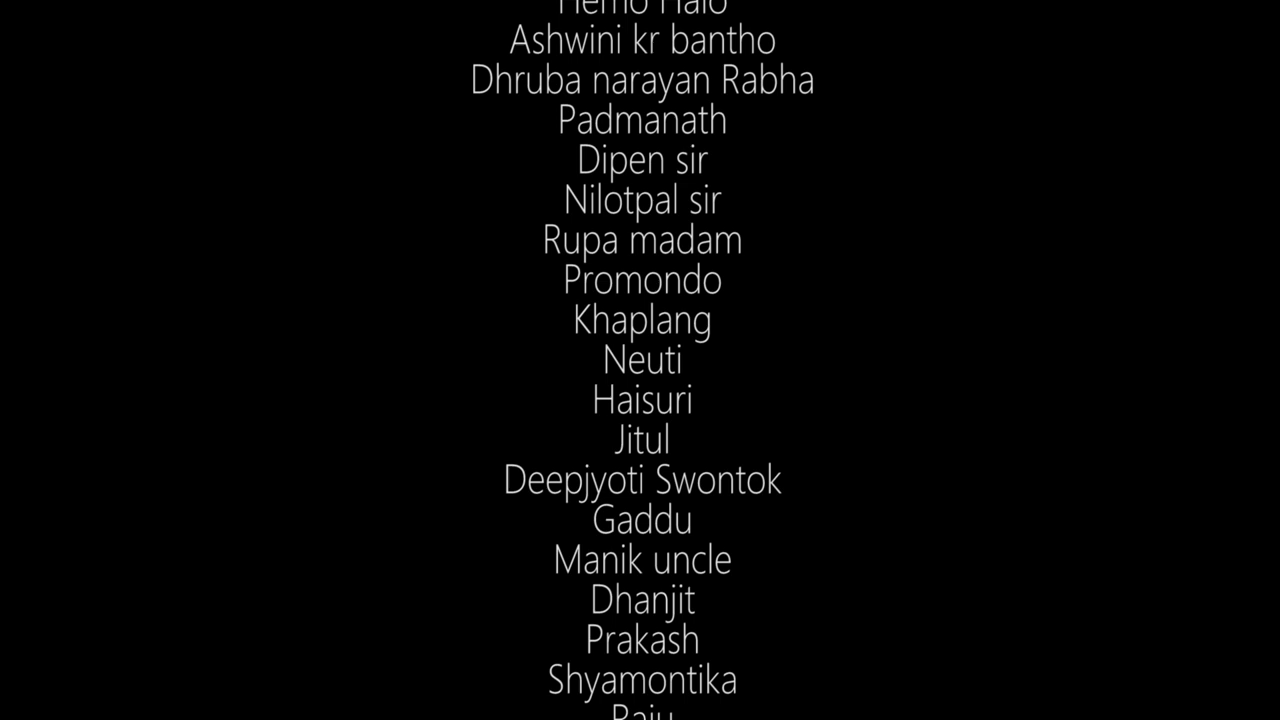 Ashwini kr bantho
Dhruba narayan Rabha
Padmanath
Dipen sir
Nilotpal sir
Rupa madam
Promondo
Khaplang
Neuti
Haisuri
Jitul
Deepjyoti Swontok
Gaddu
Manik uncle
Dhanjit
Prakash
Shyamontika